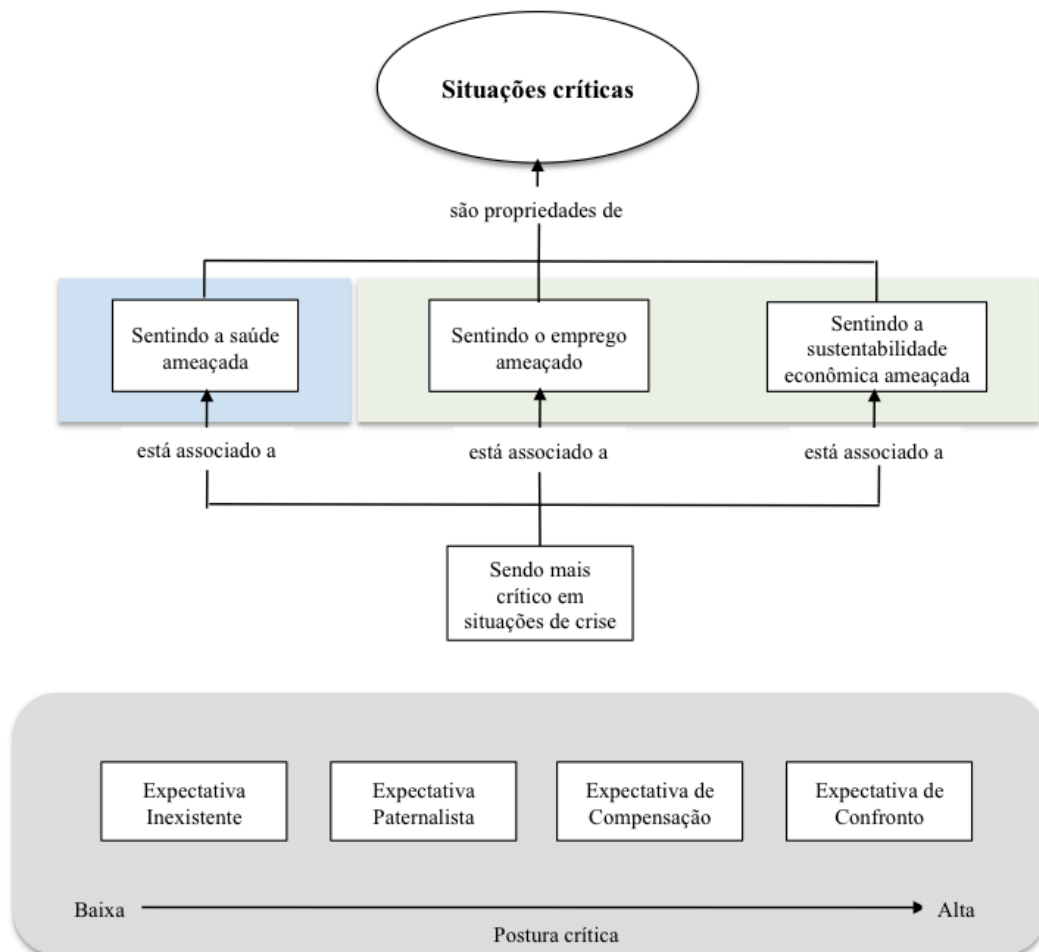 Situações críticas
são propriedades de
Sentindo a saúde
ameaçada
Sentindo o emprego
ameaçado
Sentindo a
sustentabilidade
econômica ameaçada
está associado a
está associado a
está associado a
Sendo mais
crítico em
situações de crise
Expectativa
Inexistente
Expectativa
Paternalista
Expectativa de
Compensação
Expectativa de
Confronto
Baixa
Alta
Postura crítica